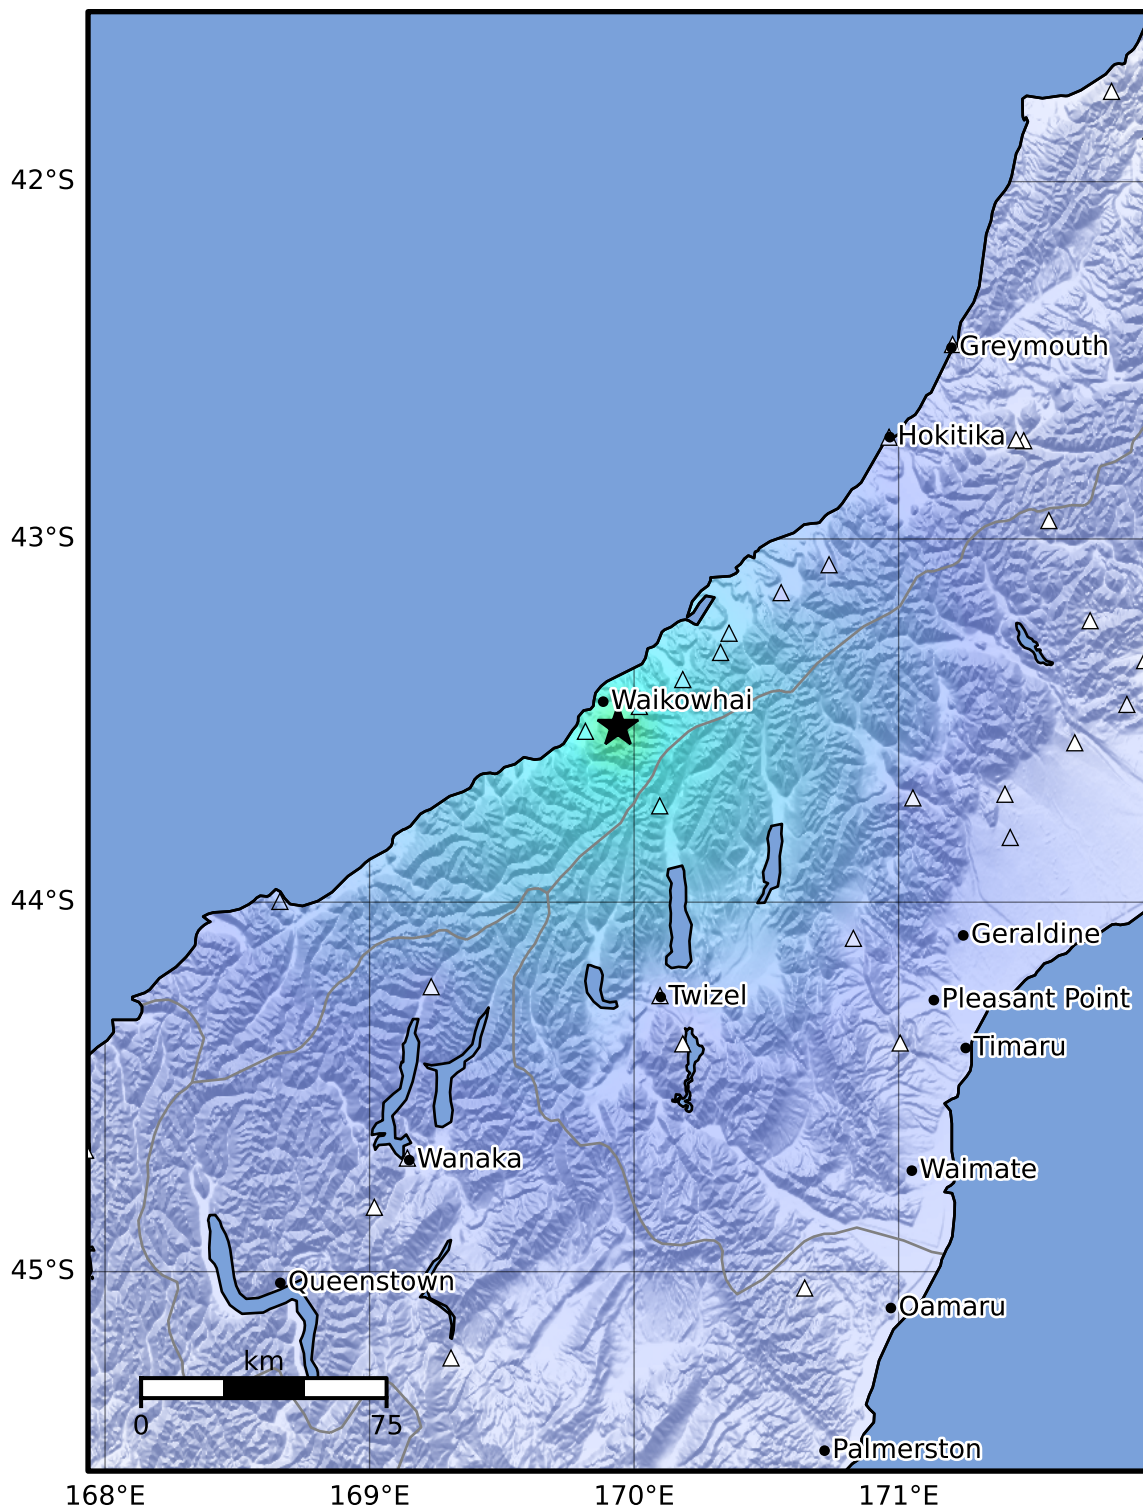 42°S
Greymouth
Hokitika
43°S
Waikowhai
44°S
Geraldine
Twizel
Pleasant Point
Timaru
Wanaka
Waimate
45°S
Queenstown
Oamaru
km
0 75
Palmerston
168°E 169°E 170°E 171°E